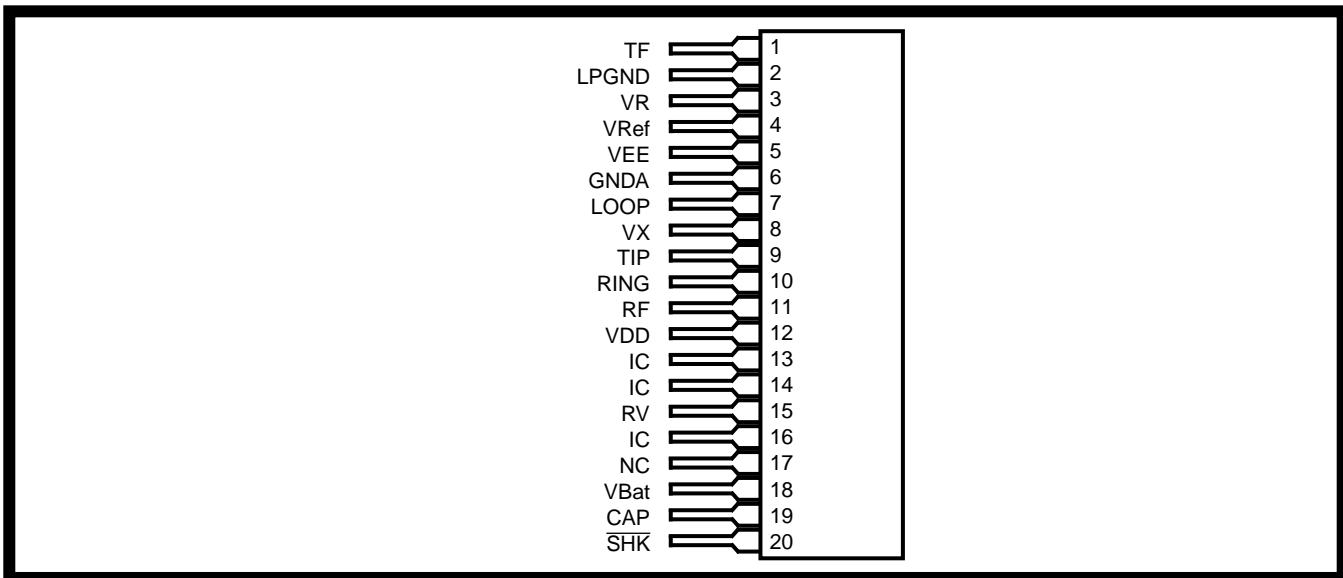 TF 1
LPGND 2
VR 3
VRef 4
VEE 5
GNDA 6
LOOP 7
VX 8
TIP 9
RING 10
RF 11
VDD 12
IC 13
IC 14
RV 15
IC 16
NC 17
VBat 18
CAP 19
S̅H̅K̅ 20